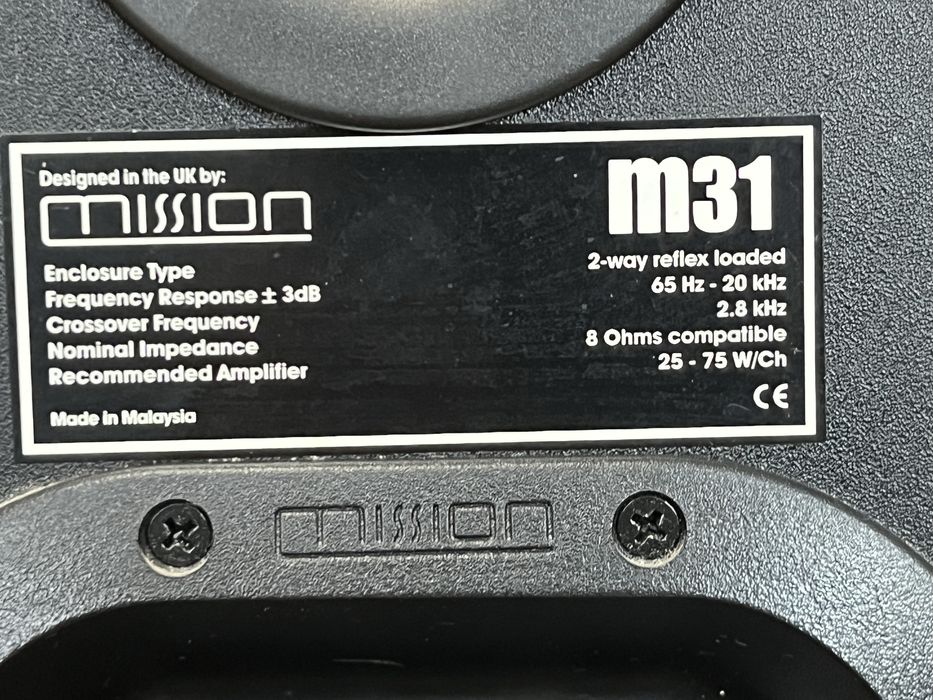 Designed in the UK by:
mission
m31
Enclosure Type 2-way reflex loaded
Frequency Response ± 3dB 65 Hz - 20 kHz
Crossover Frequency 2.8 kHz
Nominal Impedance 8 Ohms compatible
Recommended Amplifier 25 - 75 W/Ch
Made in Malaysia CE
mission